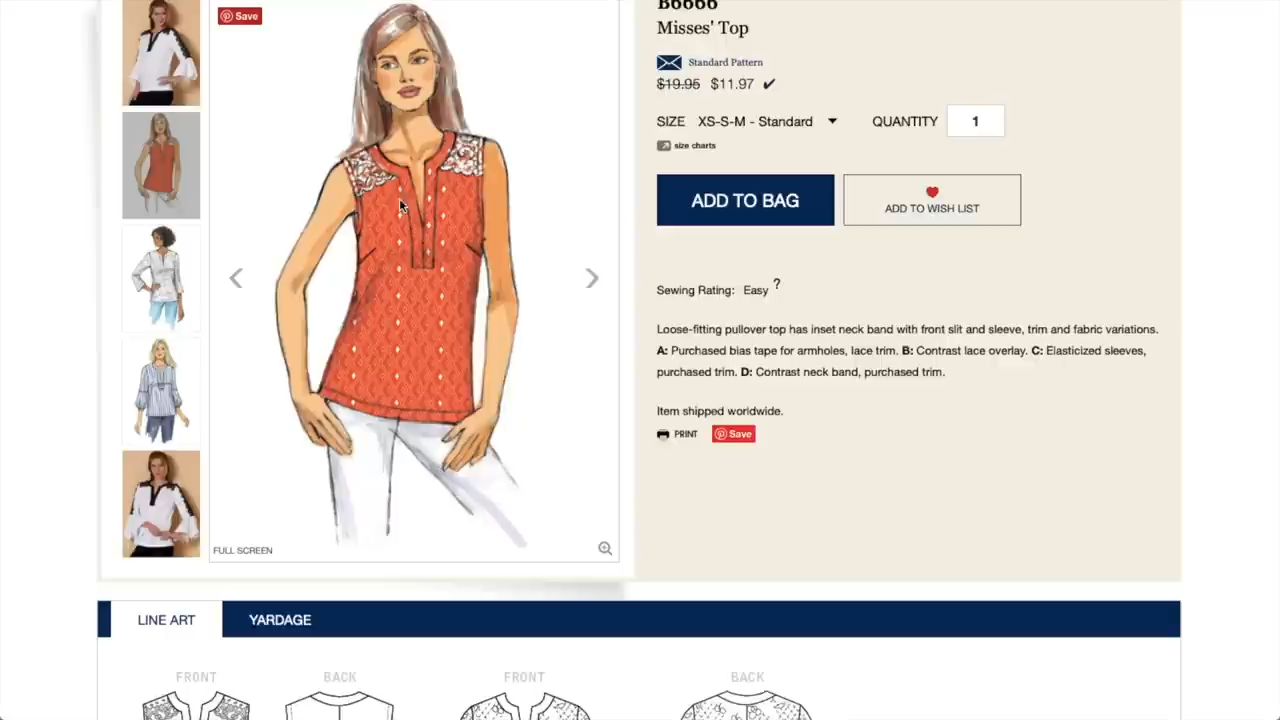 Save
B6666
Misses' Top
Standard Pattern
$19.95 $11.97 ✔
SIZE XS-S-M - Standard QUANTITY 1
size charts
ADD TO BAG
ADD TO WISH LIST
Sewing Rating: Easy ?
Loose-fitting pullover top has inset neck band with front slit and sleeve, trim and fabric variations.
A: Purchased bias tape for armholes, lace trim. B: Contrast lace overlay. C: Elasticized sleeves,
purchased trim. D: Contrast neck band, purchased trim.
Item shipped worldwide.
PRINT Save
FULL SCREEN
LINE ART YARDAGE
FRONT BACK FRONT BACK